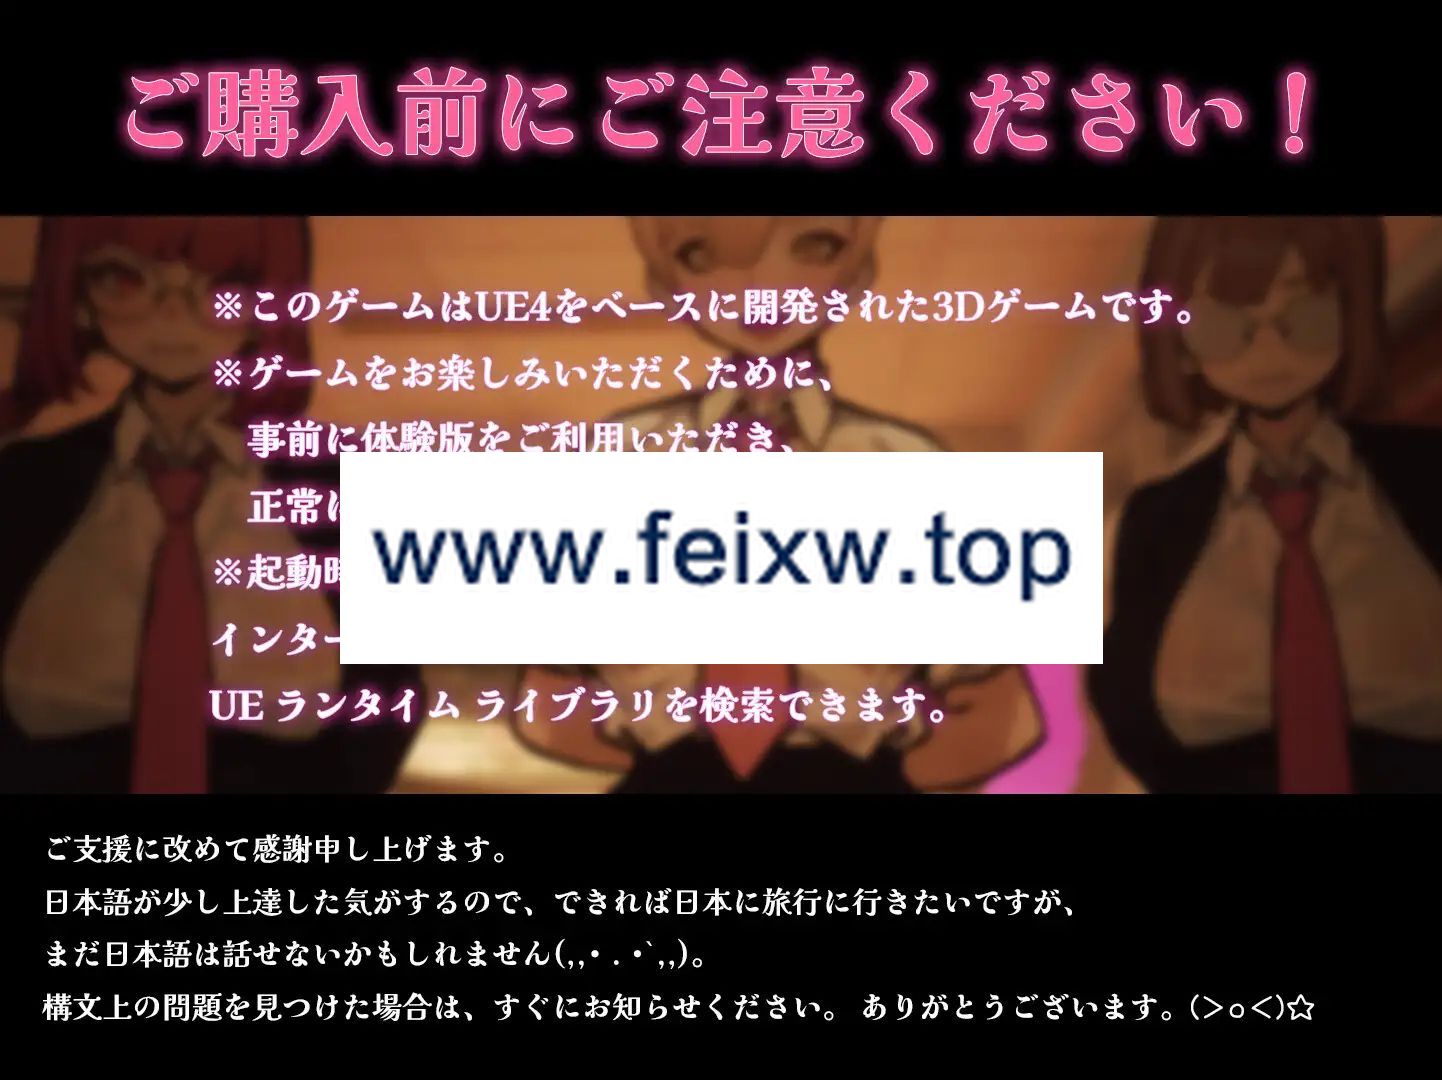 ご購入前にご注意ください！
※このゲームはUE4をベースに開発された3Dゲームです。
※ゲームをお楽しみいただくために、
事前に体験版をご利用いただき、
正常に
www.feixw.top
※起動時
インター
UE ランタイム ライブラリを検索できます。
ご支援に改めて感謝申し上げます。
日本語が少し上達した気がするので、できれば日本に旅行に行きたいですが、
まだ日本語は話せないかもしれません(,,・. ・`,,)。
構文上の問題を見つけた場合は、すぐにお知らせください。 ありがとうございます。(＞o＜)☆